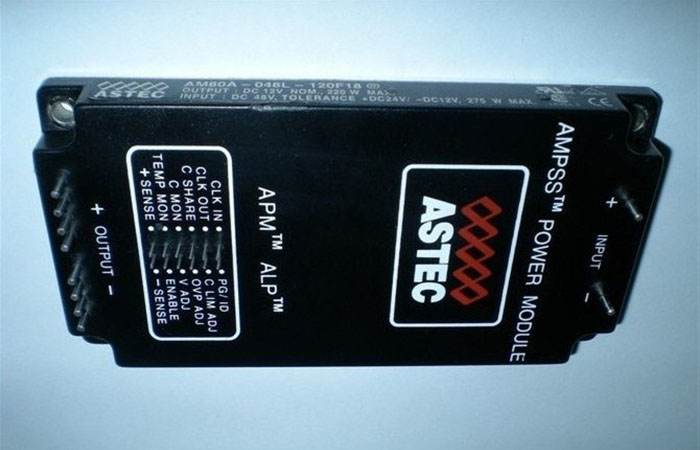 ASTEC
AM80A - 048L - 120F18
OUTPUT : DC 12V NOM, 220 W MAX.
INPUT : DC 48V, TOLERANCE +DC24V/ -DC12V, 275 W MAX.
AMPSS™ POWER MODULE
+ INPUT -
ASTEC
APM™ ALP™
CLK IN
CLK OUT
C SHARE
C MON
TEMP MON
+ SENSE
PG/ ID
C LIM ADJ
OVP ADJ
V ADJ
ENABLE
- SENSE
+ OUTPUT -